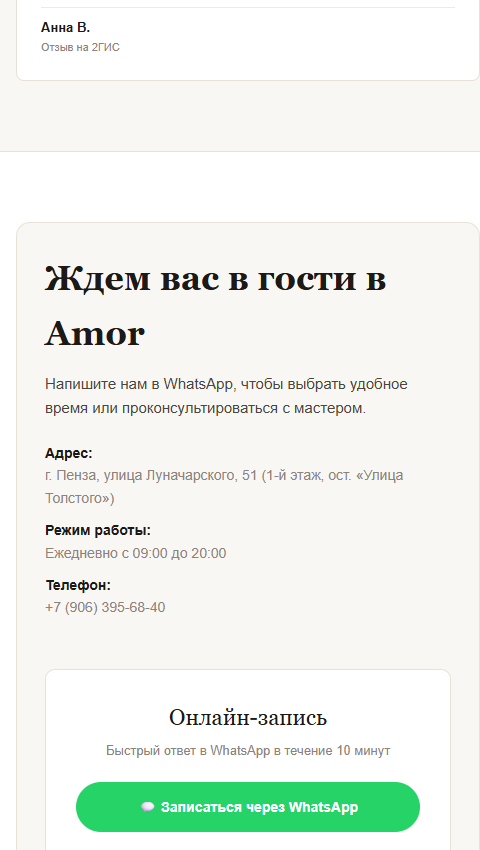 Анна В.
Отзыв на 2ГИС
Ждем вас в гости в
Amor
Напишите нам в WhatsApp, чтобы выбрать удобное
время или проконсультироваться с мастером.
Адрес:
г. Пенза, улица Луначарского, 51 (1-й этаж, ост. «Улица
Толстого»)
Режим работы:
Ежедневно с 09:00 до 20:00
Телефон:
+7 (906) 395-68-40
Онлайн-запись
Быстрый ответ в WhatsApp в течение 10 минут
💬 Записаться через WhatsApp